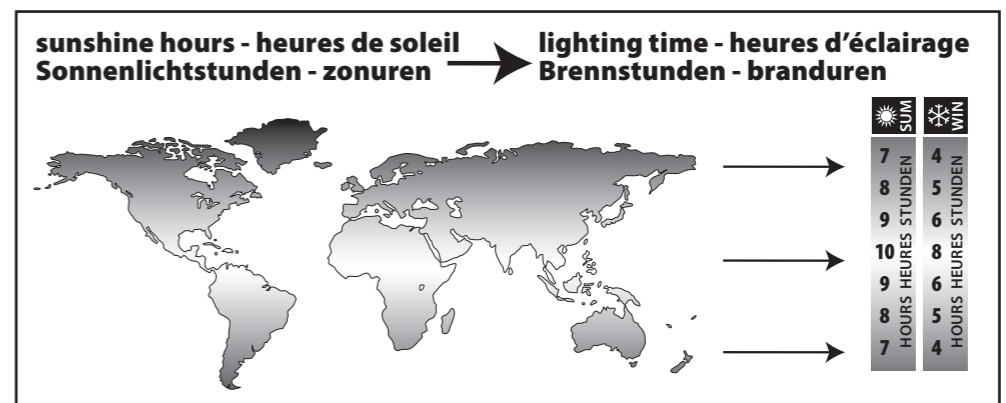 sunshine hours - heures de soleil
Sonnenlichtstunden - zonuren
lighting time - heures d’éclairage
Brennstunden - branduren
SUM WIN
7 4
8 5
9 6
10 8
9 6
8 5
7 4
HOURS HEURES STUNDEN
HOURS HEURES STUNDEN